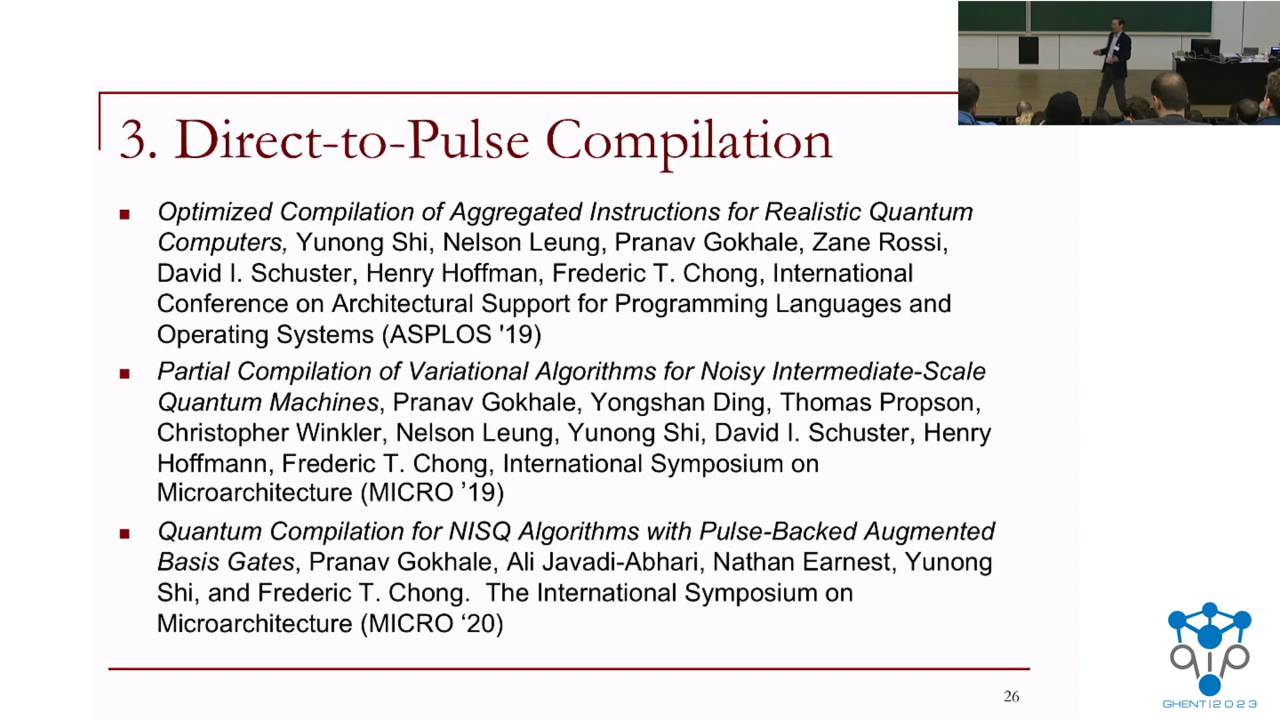 3. Direct-to-Pulse Compilation
Optimized Compilation of Aggregated Instructions for Realistic Quantum
Computers, Yunong Shi, Nelson Leung, Pranav Gokhale, Zane Rossi,
David I. Schuster, Henry Hoffman, Frederic T. Chong, International
Conference on Architectural Support for Programming Languages and
Operating Systems (ASPLOS '19)
Partial Compilation of Variational Algorithms for Noisy Intermediate-Scale
Quantum Machines, Pranav Gokhale, Yongshan Ding, Thomas Propson,
Christopher Winkler, Nelson Leung, Yunong Shi, David I. Schuster, Henry
Hoffmann, Frederic T. Chong, International Symposium on
Microarchitecture (MICRO ’19)
Quantum Compilation for NISQ Algorithms with Pulse-Backed Augmented
Basis Gates, Pranav Gokhale, Ali Javadi-Abhari, Nathan Earnest, Yunong
Shi, and Frederic T. Chong.  The International Symposium on
Microarchitecture (MICRO ‘20)
26
qip
GHENT|2023